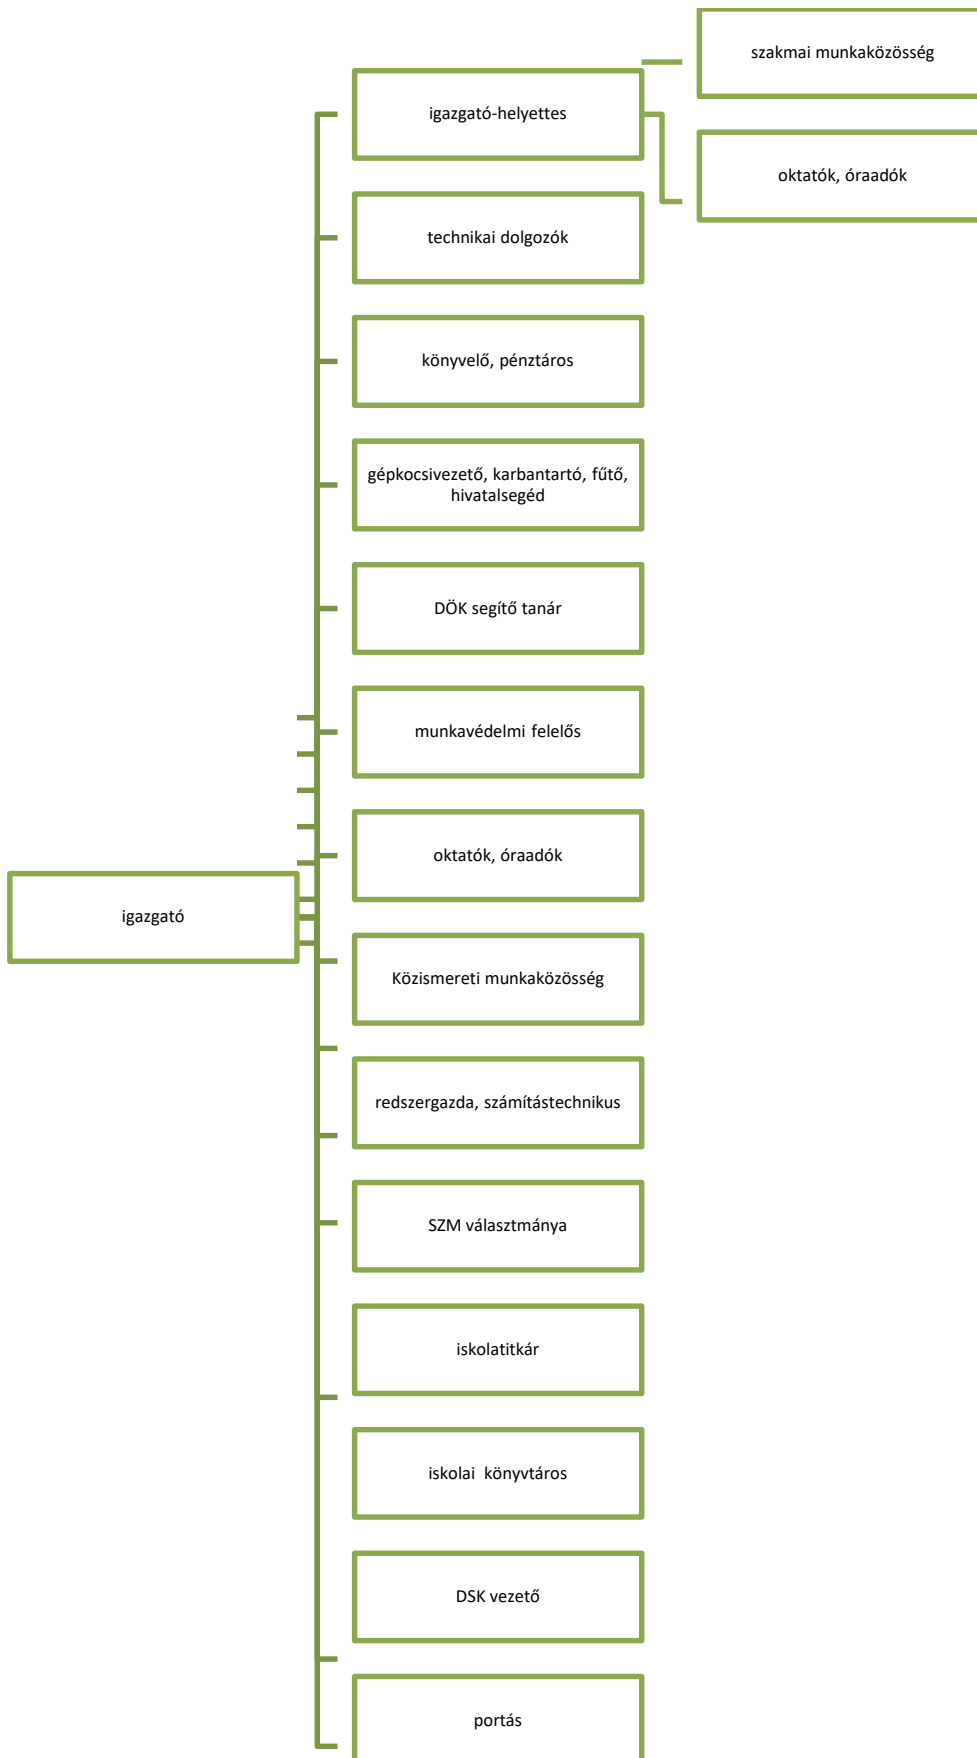 szakmai munkaközösség
igazgató-helyettes
oktatók, óraadók
technikai dolgozók
könyvelő, pénztáros
gépkocsivezető, karbantartó, fűtő,
hivatalsegéd
DÖK segítő tanár
munkavédelmi felelős
oktatók, óraadók
igazgató
Közismereti munkaközösség
redszergazda, számítástechnikus
SZM választmánya
iskolatitkár
iskolai könyvtáros
DSK vezető
portás